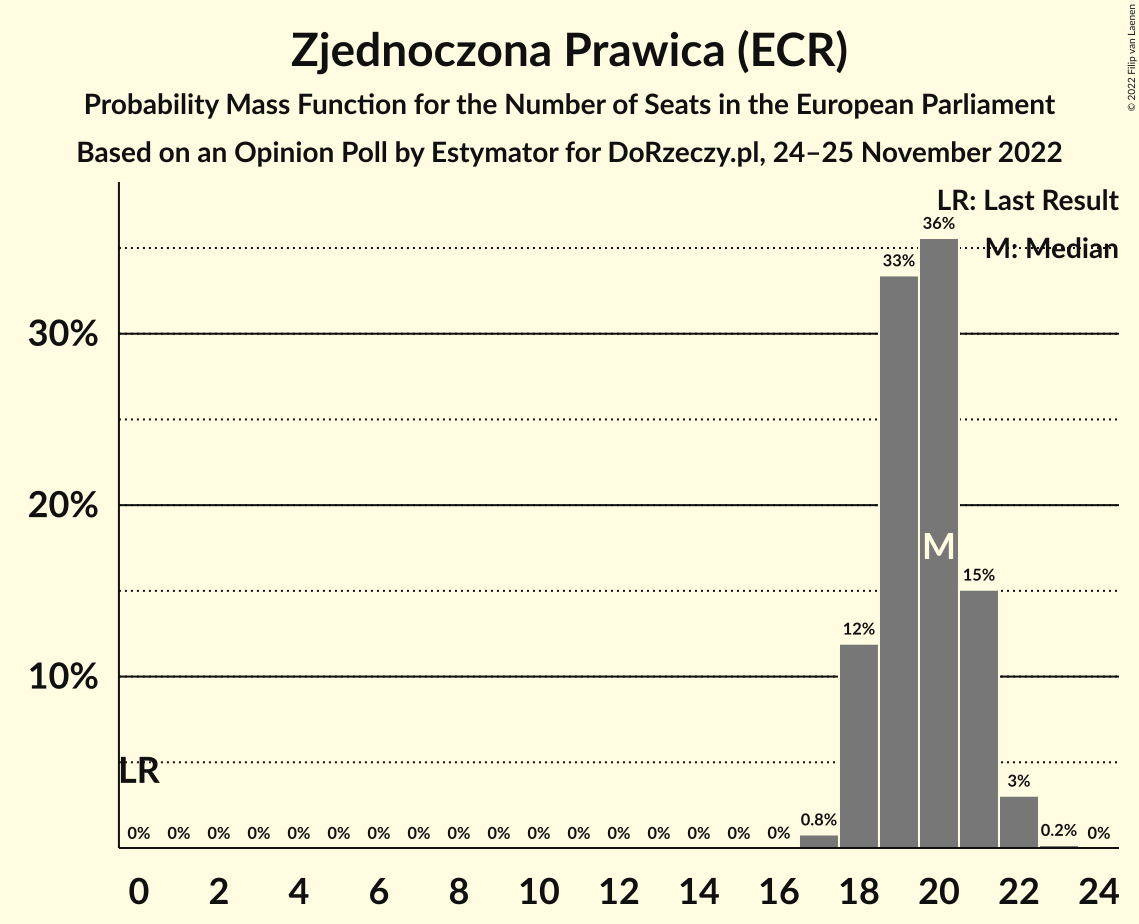 Zjednoczona Prawica (ECR)
Probability Mass Function for the Number of Seats in the European Parliament
Based on an Opinion Poll by Estymator for DoRzeczy.pl, 24–25 November 2022
© 2022 Filip van Laenen
LR: Last Result
M: Median
36%
33%
30%
20%
M
15%
12%
10%
LR
3%
0% 0% 0% 0% 0% 0% 0% 0% 0% 0% 0% 0% 0% 0% 0% 0% 0% 0.8% 0.2% 0%
0 2 4 6 8 10 12 14 16 18 20 22 24